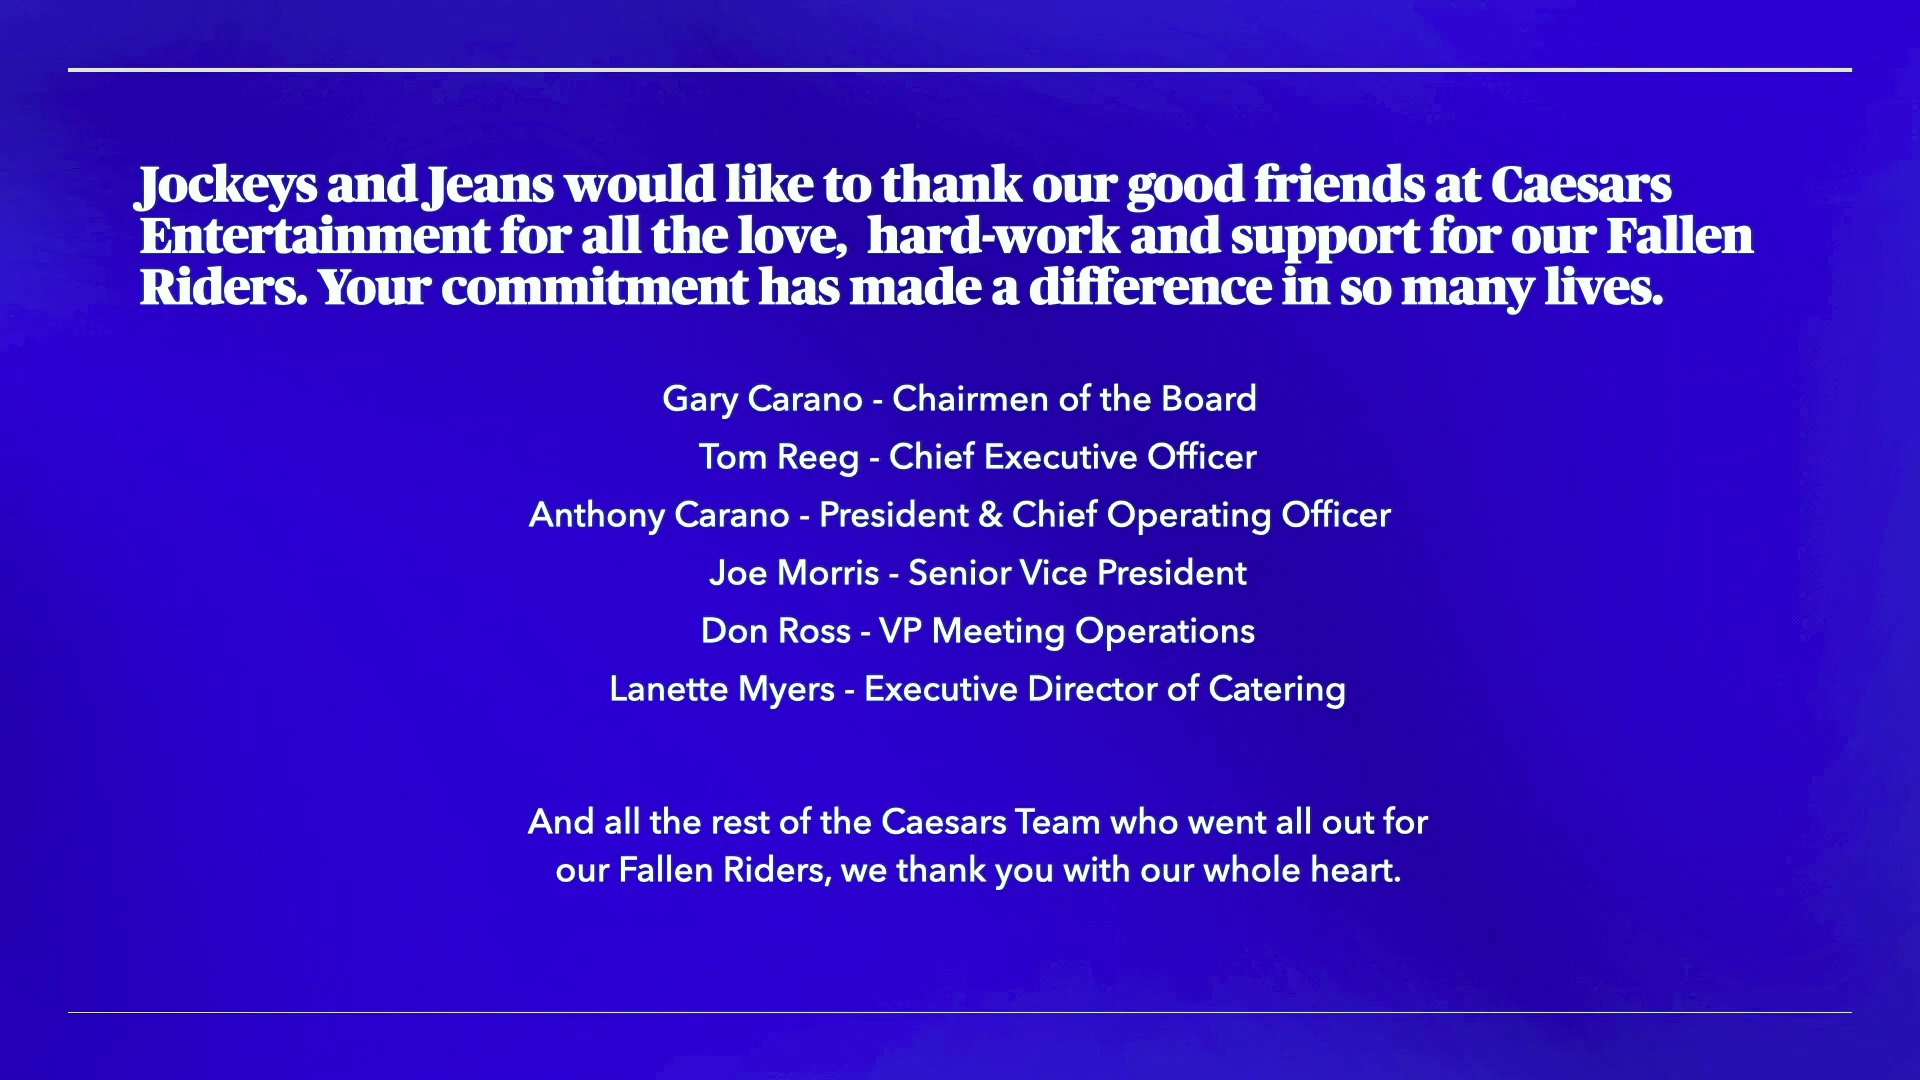 Jockeys and Jeans would like to thank our good friends at Caesars
Entertainment for all the love,  hard-work and support for our Fallen
Riders. Your commitment has made a difference in so many lives.
Gary Carano - Chairmen of the Board
Tom Reeg - Chief Executive Officer
Anthony Carano - President & Chief Operating Officer
Joe Morris - Senior Vice President
Don Ross - VP Meeting Operations
Lanette Myers - Executive Director of Catering
And all the rest of the Caesars Team who went all out for
our Fallen Riders, we thank you with our whole heart.